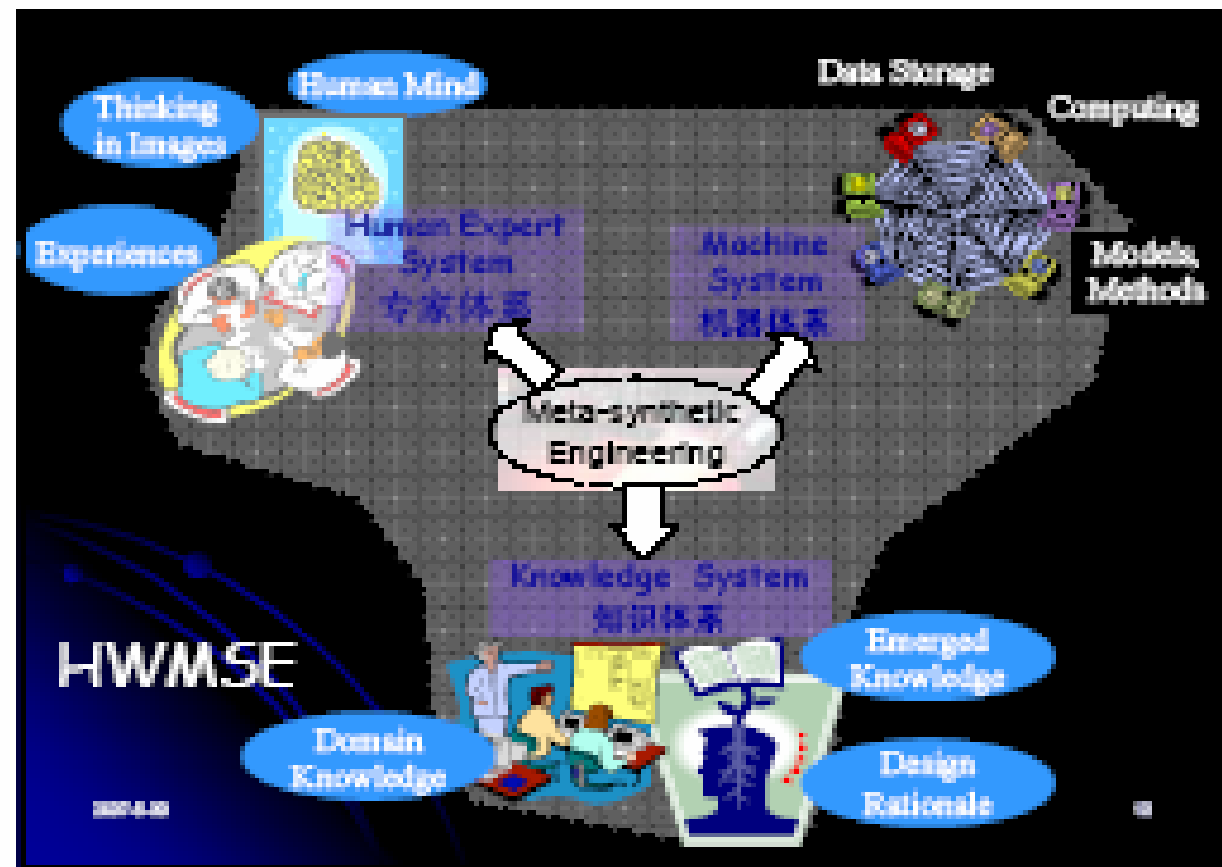 Human Mind
Thinking
in Images
Experiences
Data Storage
Computing
Models,
Methods
Human Expert
System
专家体系
Machine
System
机器体系
Meta-synthetic
Engineering
Knowledge System
知识体系
HWMSE
Emerged
Knowledge
Domain
Knowledge
Design
Rationale